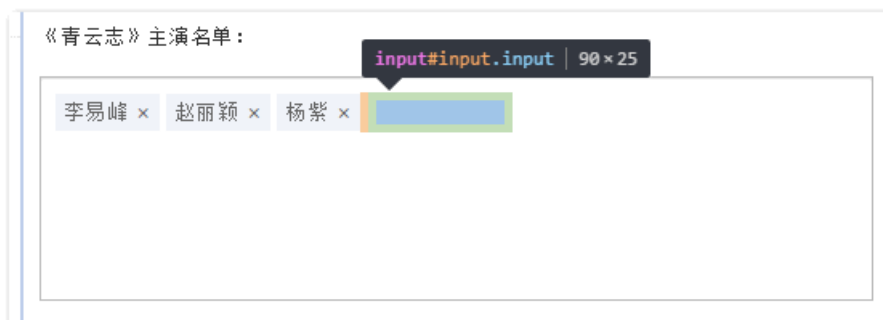 《青云志》主演名单：
input#input.input | 90×25
李易峰 × 赵丽颖 × 杨紫 ×